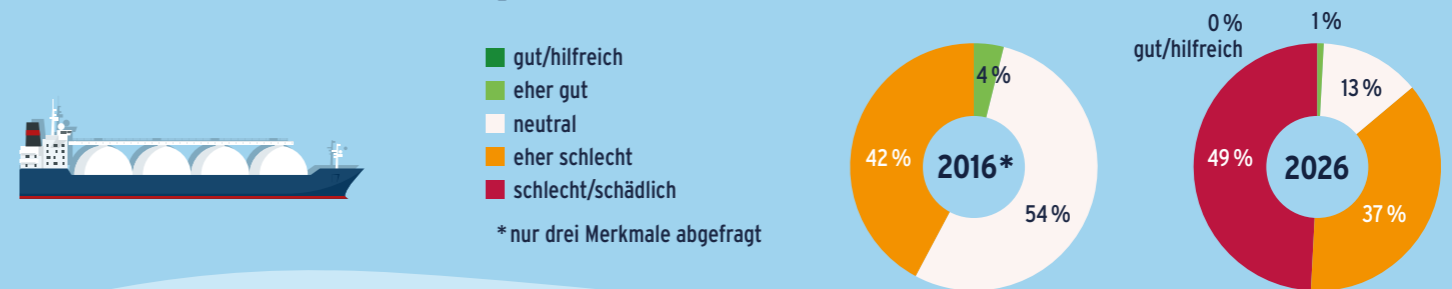 gut/hilfreich
eher gut
neutral
eher schlecht
schlecht/schädlich
* nur drei Merkmale abgefragt
4 %
42 %
2016*
54 %
0 %
gut/hilfreich
1 %
13 %
49 %
2026
37 %